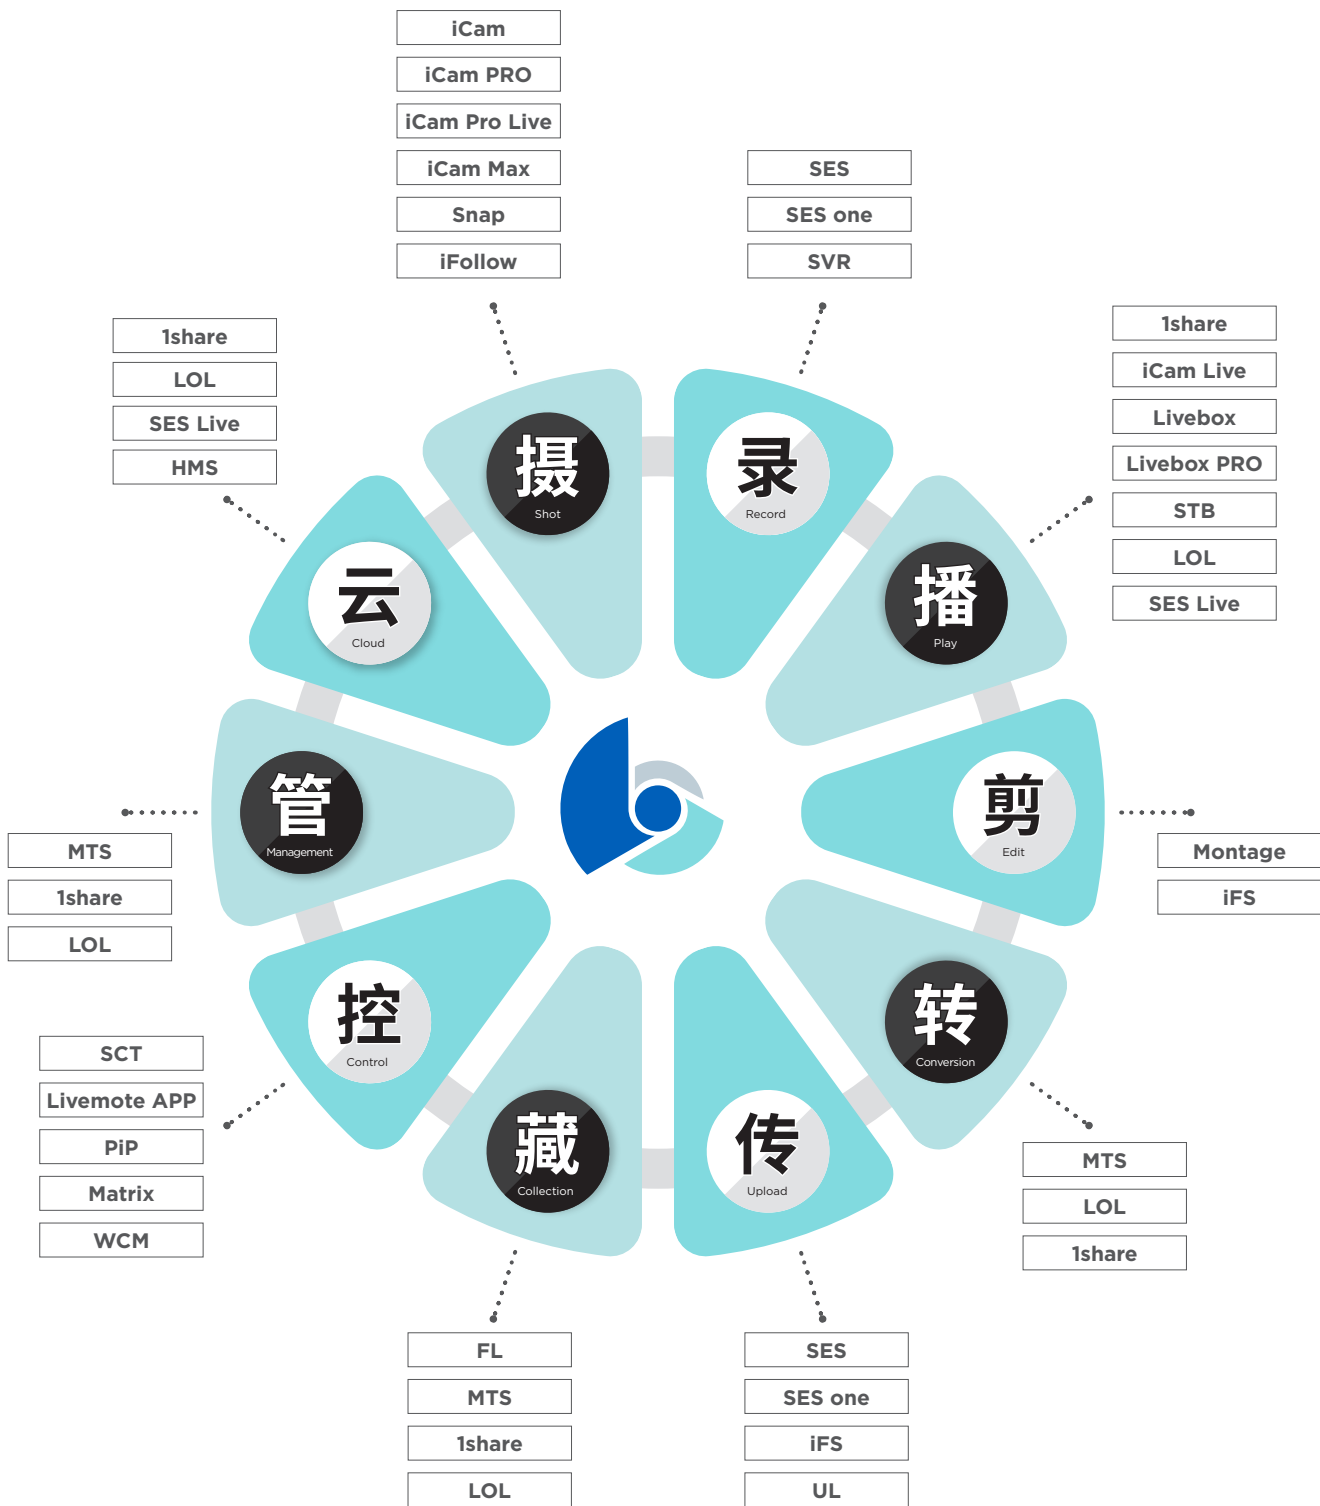 iCam
iCam PRO
iCam Pro Live
iCam Max
Snap
iFollow
SES
SES one
SVR
1share
LOL
SES Live
HMS
1share
iCam Live
Livebox
Livebox PRO
STB
LOL
SES Live
摄
Shot
录
Record
云
Cloud
播
Play
管
Management
剪
Edit
MTS
1share
LOL
Montage
iFS
控
Control
转
Conversion
SCT
Livemote APP
PiP
Matrix
WCM
藏
Collection
传
Upload
MTS
LOL
1share
FL
MTS
1share
LOL
SES
SES one
iFS
UL